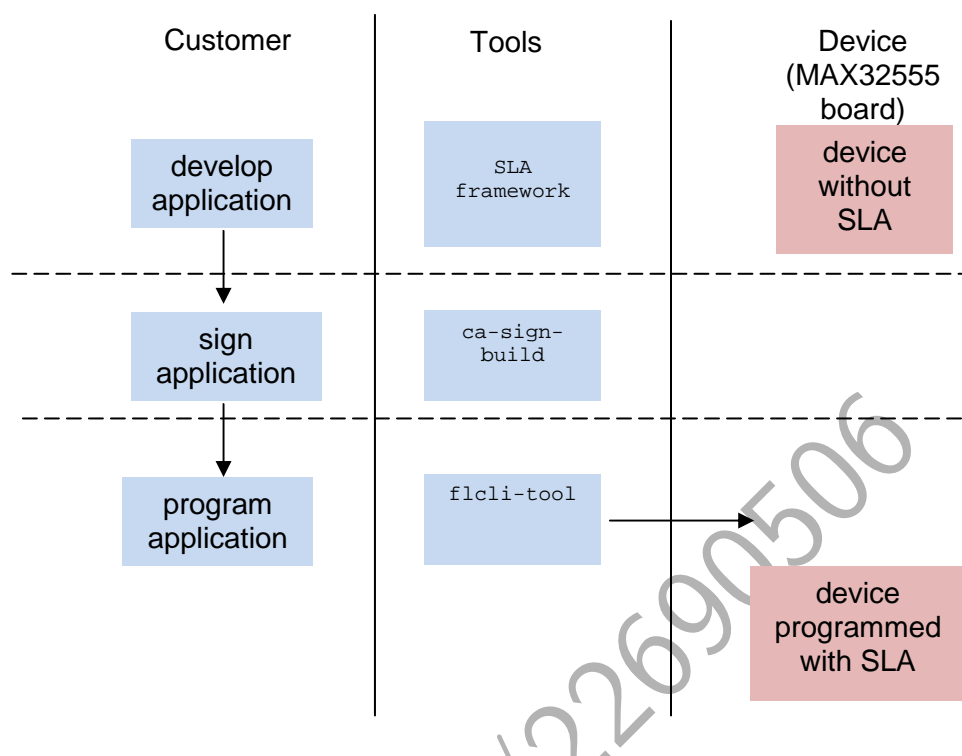 Customer
Tools
Device
(MAX32555
board)
develop
application
SLA
framework
device
without
SLA
sign
application
ca-sign-
build
program
application
flcli-tool
device
programmed
with SLA
/22690506